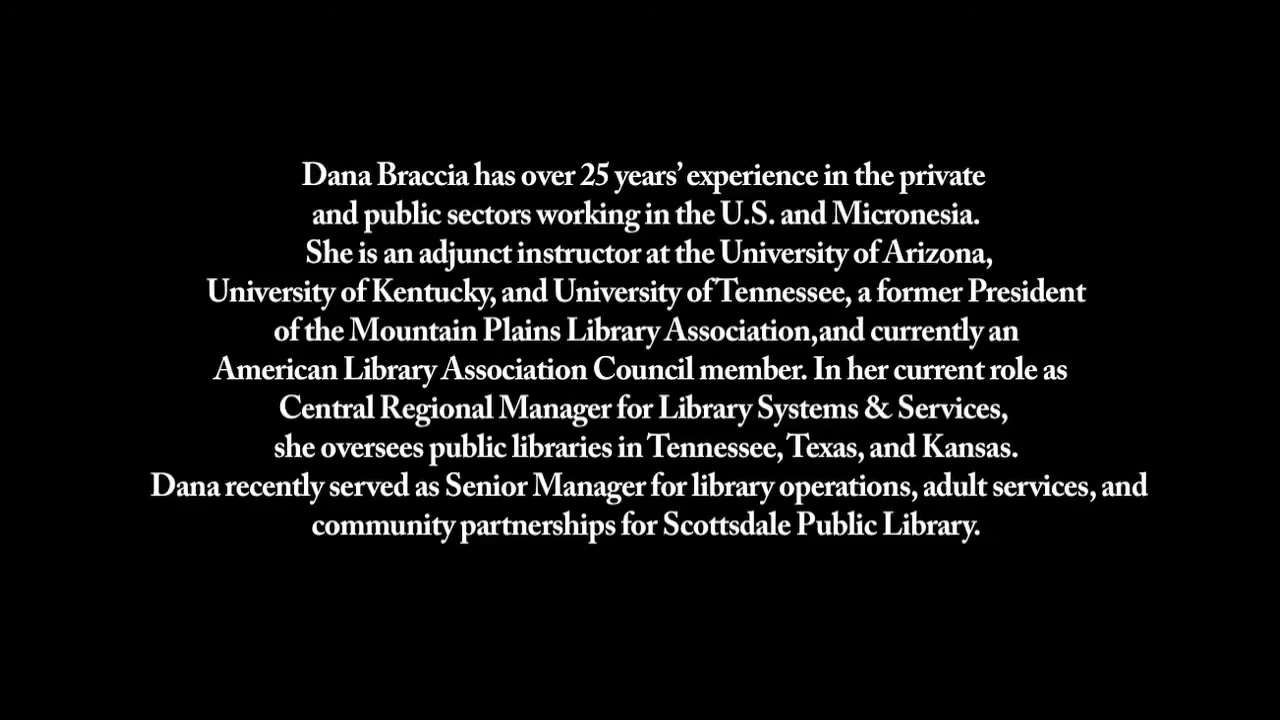 Dana Braccia has over 25 years’ experience in the private
and public sectors working in the U.S. and Micronesia.
She is an adjunct instructor at the University of Arizona,
University of Kentucky, and University of Tennessee, a former President
of the Mountain Plains Library Association,and currently an
American Library Association Council member. In her current role as
Central Regional Manager for Library Systems & Services,
she oversees public libraries in Tennessee, Texas, and Kansas.
Dana recently served as Senior Manager for library operations, adult services, and
community partnerships for Scottsdale Public Library.